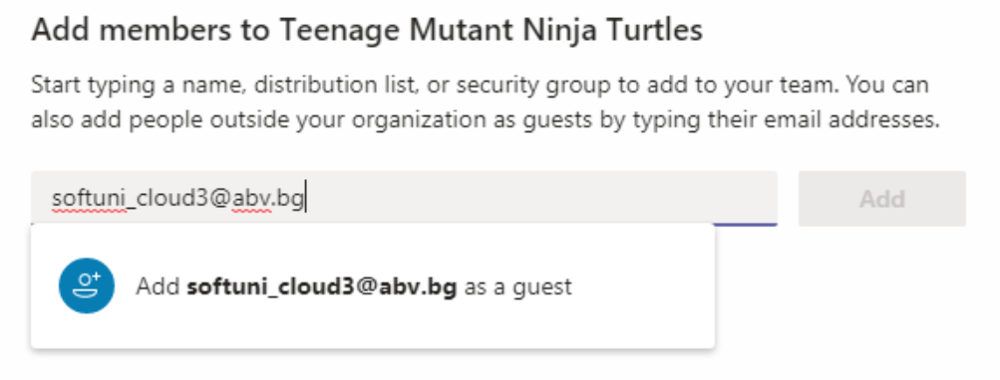 Add members to Teenage Mutant Ninja Turtles
Start typing a name, distribution list, or security group to add to your team. You can
also add people outside your organization as guests by typing their email addresses.
softuni_cloud3@abv.bg
Add
Add softuni_cloud3@abv.bg as a guest